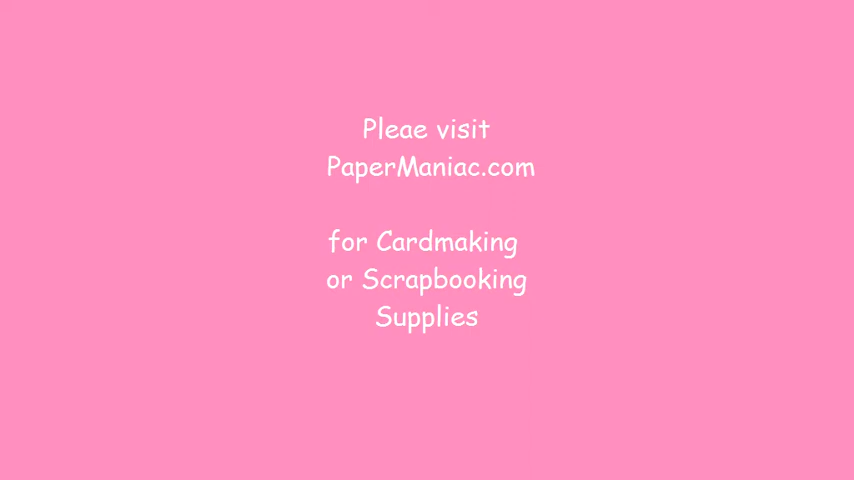 Pleae visit
PaperManiac.com
for Cardmaking
or Scrapbooking
Supplies